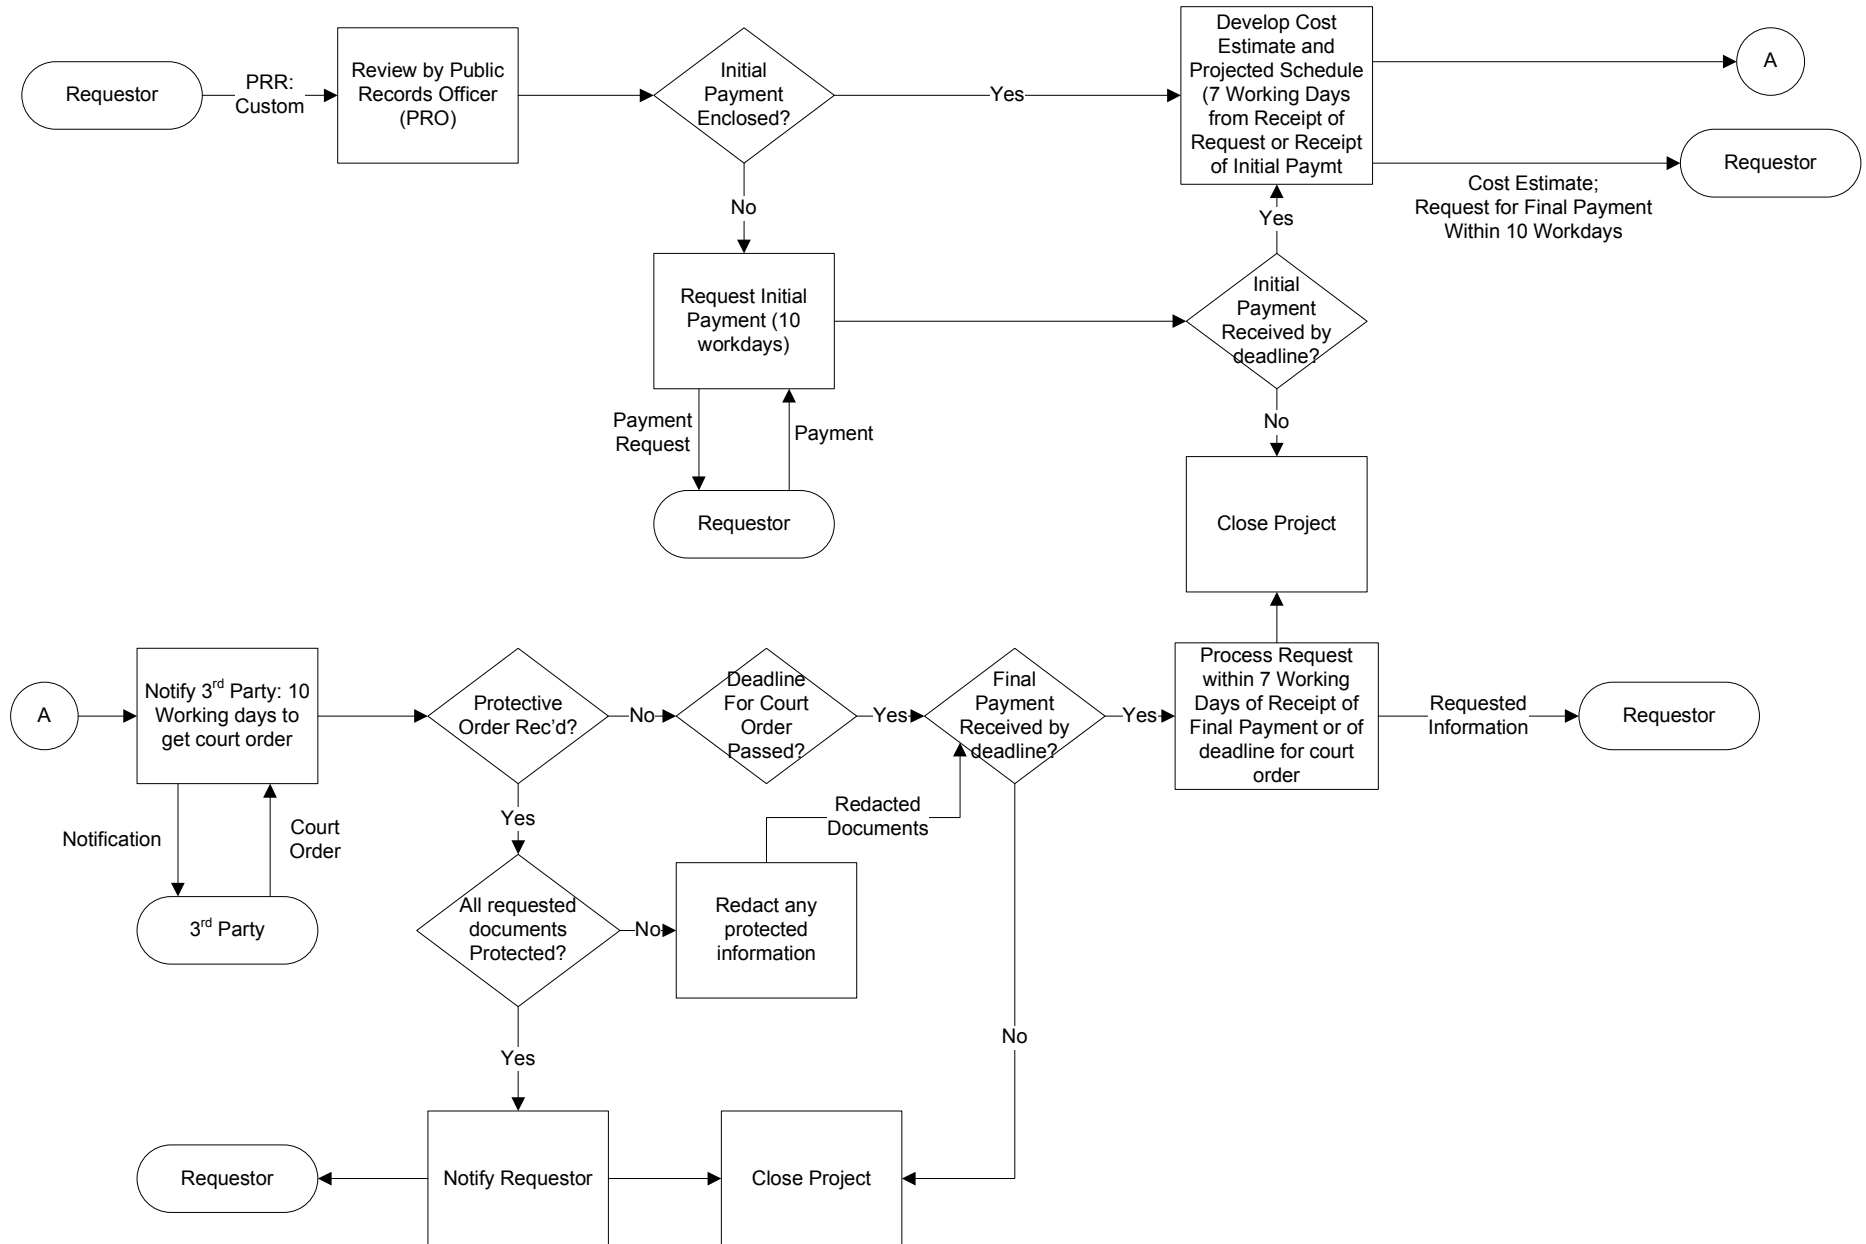 Requestor
PRR:
Custom
Review by Public
Records Officer
(PRO)
Initial
Payment
Enclosed?
Yes
Develop Cost
Estimate and
Projected Schedule
(7 Working Days
from Receipt of
Request or Receipt
of Initial Paymt
A
Requestor
Cost Estimate;
Request for Final Payment
Within 10 Workdays
No
Yes
Request Initial
Payment (10
workdays)
Initial
Payment
Received by
deadline?
Payment
Request
Payment
No
Requestor
Close Project
A
Notify 3rd Party: 10
Working days to
get court order
Protective
Order Rec'd?
No
Deadline
For Court
Order
Passed?
Yes
Final
Payment
Received by
deadline?
Yes
Process Request
within 7 Working
Days of Receipt of
Final Payment or of
deadline for court
order
Requested
Information
Requestor
Notification
Court
Order
Yes
Redacted
Documents
3rd Party
All requested
documents
Protected?
No
Redact any
protected
information
No
Yes
Requestor
Notify Requestor
Close Project